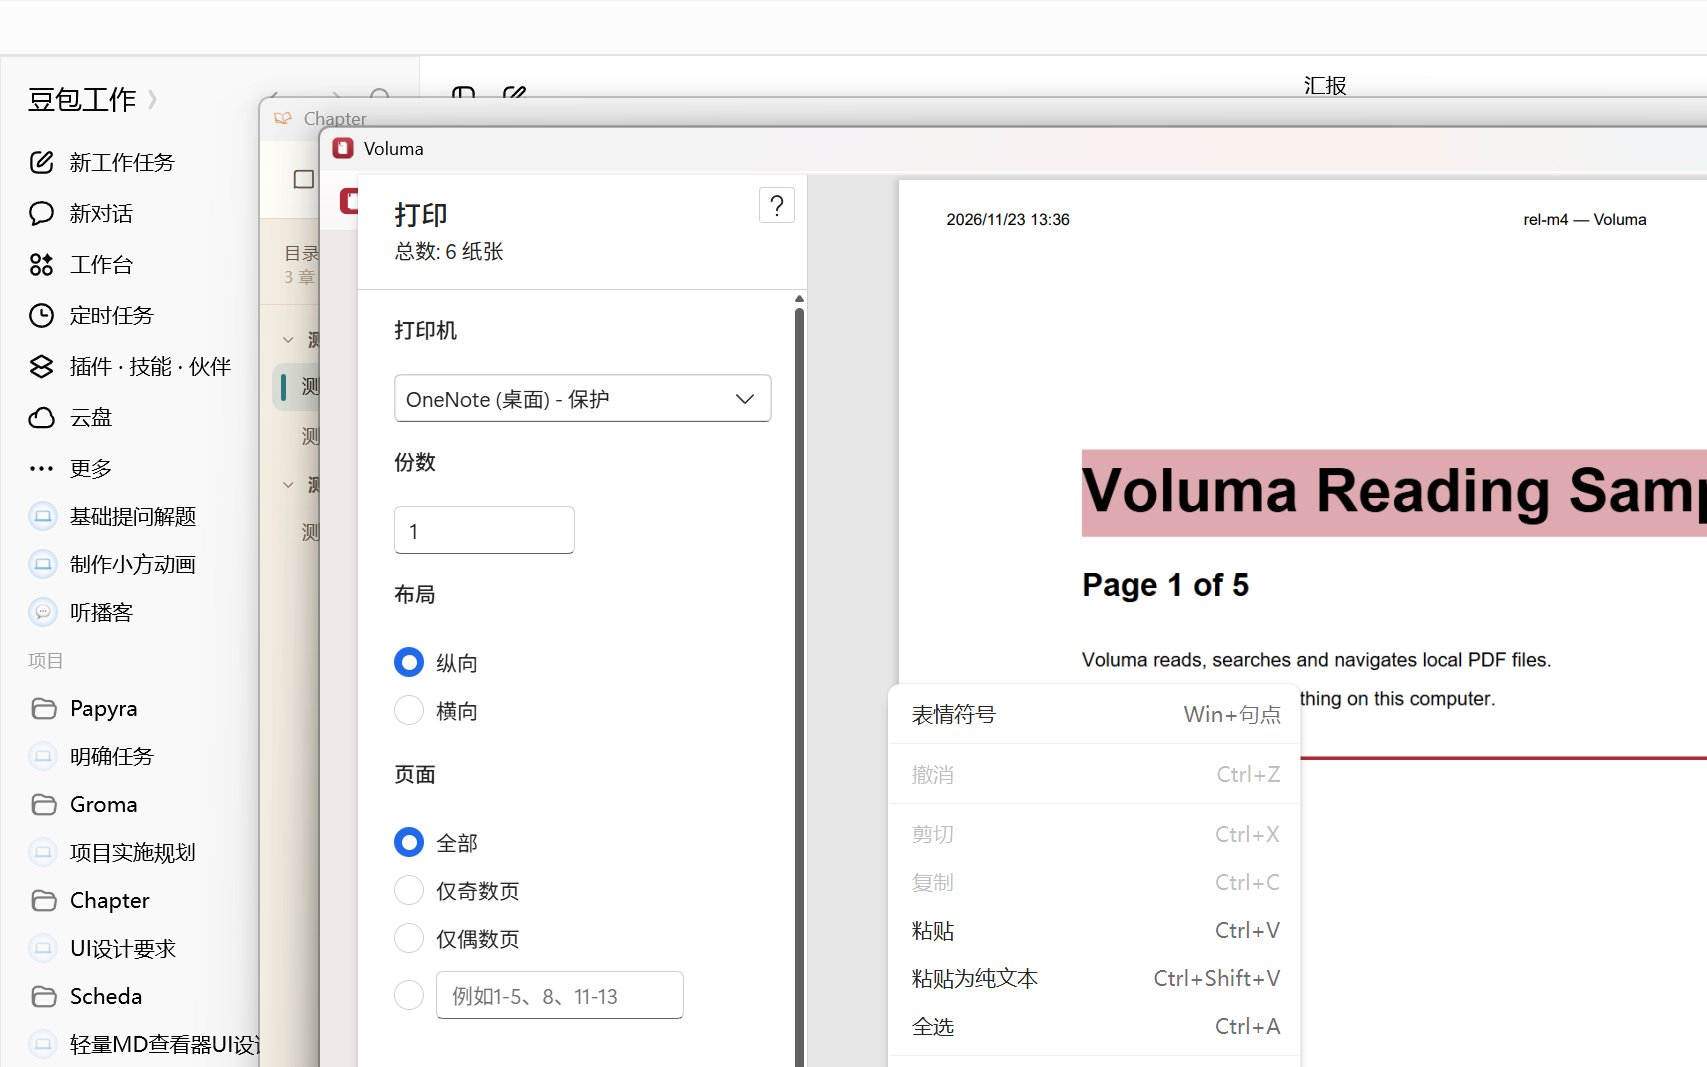 豆包工作
新工作任务
新对话
工作台
定时任务
插件 · 技能 · 伙伴
云盘
更多
基础提问解题
制作小方动画
听播客
项目
Papyra
明确任务
Groma
项目实施规划
Chapter
UI设计要求
Scheda
轻量MD查看器UI设
汇报
Chapter
目录
3 章
测
测
测
测
测
Voluma
打印
总数: 6 纸张
?
打印机
OneNote (桌面) - 保护
份数
1
布局
纵向
横向
页面
全部
仅奇数页
仅偶数页
例如1-5、8、11-13
2026/11/23 13:36
rel-m4 — Voluma
Voluma Reading Samp
Page 1 of 5
Voluma reads, searches and navigates local PDF files.
thing on this computer.
表情符号 Win+句点
撤消 Ctrl+Z
剪切 Ctrl+X
复制 Ctrl+C
粘贴 Ctrl+V
粘贴为纯文本 Ctrl+Shift+V
全选 Ctrl+A